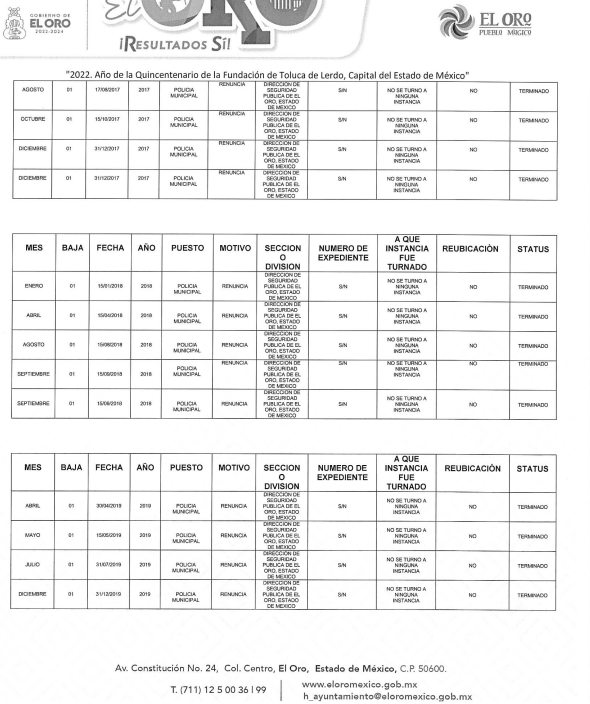 GOBIERNO DE
EL ORO
2022-2024
El ORO
¡RESULTADOS SÍ!
EL ORO
PUEBLO MÁGICO
"2022. Año de la Quincentenario de la Fundación de Toluca de Lerdo, Capital del Estado de México"
AGOSTO 01 17/08/2017 2017 POLICIA MUNICIPAL RENUNCIA DIRECCION DE SEGURIDAD PUBLICA DE EL ORO, ESTADO DE MEXICO S/N NO SE TURNO A NINGUNA INSTANCIA NO TERMINADO
OCTUBRE 01 15/10/2017 2017 POLICIA MUNICIPAL RENUNCIA DIRECCION DE SEGURIDAD PUBLICA DE EL ORO, ESTADO DE MEXICO S/N NO SE TURNO A NINGUNA INSTANCIA NO TERMINADO
DICIEMBRE 01 31/12/2017 2017 POLICIA MUNICIPAL RENUNCIA DIRECCION DE SEGURIDAD PUBLICA DE EL ORO, ESTADO DE MEXICO S/N NO SE TURNO A NINGUNA INSTANCIA NO TERMINADO
DICIEMBRE 01 31/12/2017 2017 POLICIA MUNICIPAL RENUNCIA DIRECCION DE SEGURIDAD PUBLICA DE EL ORO, ESTADO DE MEXICO S/N NO SE TURNO A NINGUNA INSTANCIA NO TERMINADO
MES BAJA FECHA AÑO PUESTO MOTIVO SECCION O DIVISION NUMERO DE EXPEDIENTE A QUE INSTANCIA FUE TURNADO REUBICACIÓN STATUS
ENERO 01 15/01/2018 2018 POLICIA MUNICIPAL RENUNCIA DIRECCION DE SEGURIDAD PUBLICA DE EL ORO, ESTADO DE MEXICO S/N NO SE TURNO A NINGUNA INSTANCIA NO TERMINADO
ABRIL 01 15/04/2018 2018 POLICIA MUNICIPAL RENUNCIA DIRECCION DE SEGURIDAD PUBLICA DE EL ORO, ESTADO DE MEXICO S/N NO SE TURNO A NINGUNA INSTANCIA NO TERMINADO
AGOSTO 01 15/08/2018 2018 POLICIA MUNICIPAL RENUNCIA DIRECCION DE SEGURIDAD PUBLICA DE EL ORO, ESTADO DE MEXICO S/N NO SE TURNO A NINGUNA INSTANCIA NO TERMINADO
SEPTIEMBRE 01 15/09/2018 2018 POLICIA MUNICIPAL RENUNCIA DIRECCION DE SEGURIDAD PUBLICA DE EL ORO, ESTADO DE MEXICO S/N NO SE TURNO A NINGUNA INSTANCIA NO TERMINADO
SEPTIEMBRE 01 15/09/2018 2018 POLICIA MUNICIPAL RENUNCIA DIRECCION DE SEGURIDAD PUBLICA DE EL ORO, ESTADO DE MEXICO S/N NO SE TURNO A NINGUNA INSTANCIA NO TERMINADO
MES BAJA FECHA AÑO PUESTO MOTIVO SECCION O DIVISION NUMERO DE EXPEDIENTE A QUE INSTANCIA FUE TURNADO REUBICACIÓN STATUS
ABRIL 01 30/04/2019 2019 POLICIA MUNICIPAL RENUNCIA DIRECCION DE SEGURIDAD PUBLICA DE EL ORO, ESTADO DE MEXICO S/N NO SE TURNO A NINGUNA INSTANCIA NO TERMINADO
MAYO 01 15/05/2019 2019 POLICIA MUNICIPAL RENUNCIA DIRECCION DE SEGURIDAD PUBLICA DE EL ORO, ESTADO DE MEXICO S/N NO SE TURNO A NINGUNA INSTANCIA NO TERMINADO
JULIO 01 31/07/2019 2019 POLICIA MUNICIPAL RENUNCIA DIRECCION DE SEGURIDAD PUBLICA DE EL ORO, ESTADO DE MEXICO S/N NO SE TURNO A NINGUNA INSTANCIA NO TERMINADO
DICIEMBRE 01 31/12/2019 2019 POLICIA MUNICIPAL RENUNCIA DIRECCION DE SEGURIDAD PUBLICA DE EL ORO, ESTADO DE MEXICO S/N NO SE TURNO A NINGUNA INSTANCIA NO TERMINADO
Av. Constitución No. 24, Col. Centro, El Oro, Estado de México, C.P. 50600.
T. (711) 12 5 00 36 | 99
www.eloromexico.gob.mx
h_ayuntamiento@eloromexico.gob.mx